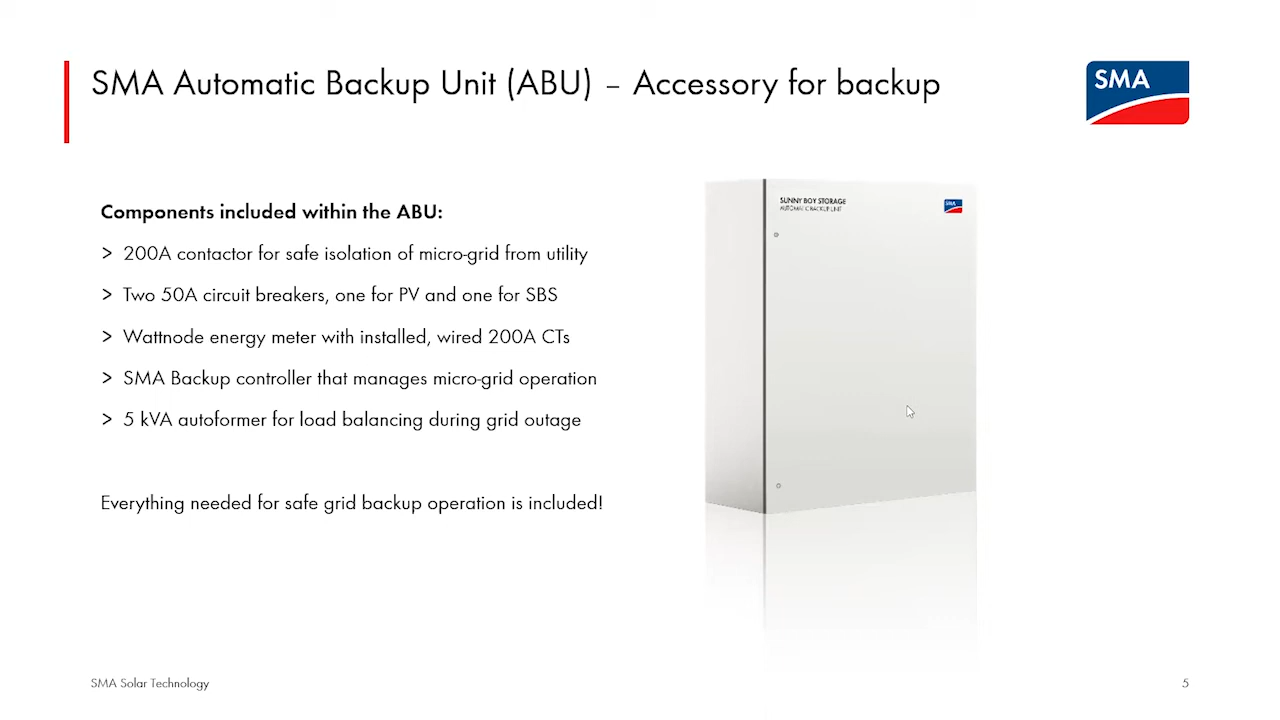 SMA Automatic Backup Unit (ABU) – Accessory for backup
SMA
Components included within the ABU:
> 200A contactor for safe isolation of micro-grid from utility
> Two 50A circuit breakers, one for PV and one for SBS
> Wattnode energy meter with installed, wired 200A CTs
> SMA Backup controller that manages micro-grid operation
> 5 kVA autoformer for load balancing during grid outage
Everything needed for safe grid backup operation is included!
SUNNY BOY STORAGE
AUTOMATIC BACKUP UNIT
SMA
SMA Solar Technology
5